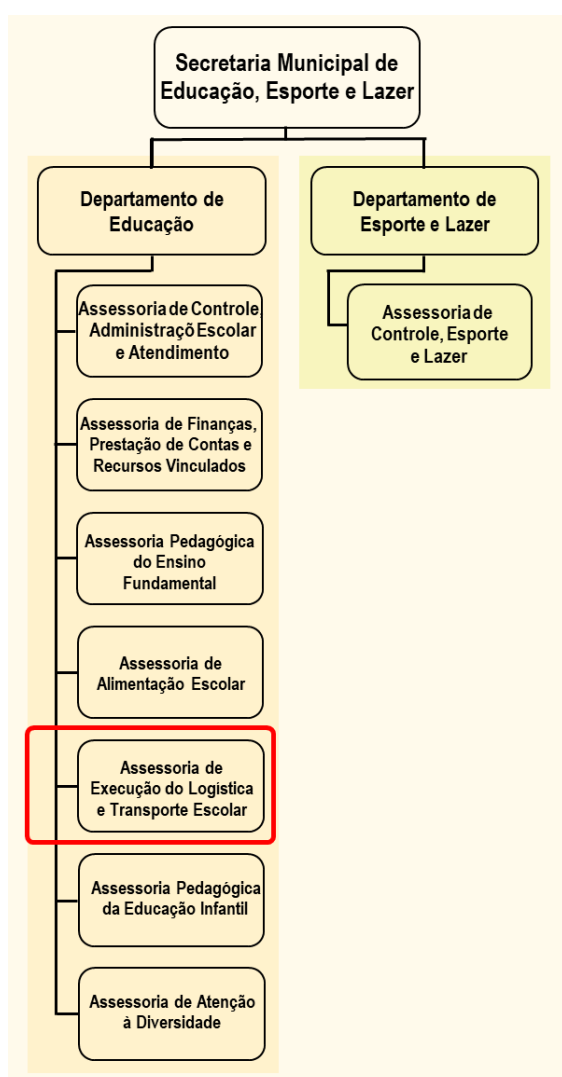 Secretaria Municipal de
Educação, Esporte e Lazer
Departamento de
Educação
Departamento de
Esporte e Lazer
Assessoria de Controle,
Administraçõ Escolar
e Atendimento
Assessoria de
Controle, Esporte
e Lazer
Assessoria de Finanças,
Prestação de Contas e
Recursos Vinculados
Assessoria Pedagógica
do Ensino
Fundamental
Assessoria de
Alimentação Escolar
Assessoria de
Execução do Logística
e Transporte Escolar
Assessoria Pedagógica
da Educação Infantil
Assessoria de Atenção
à Diversidade